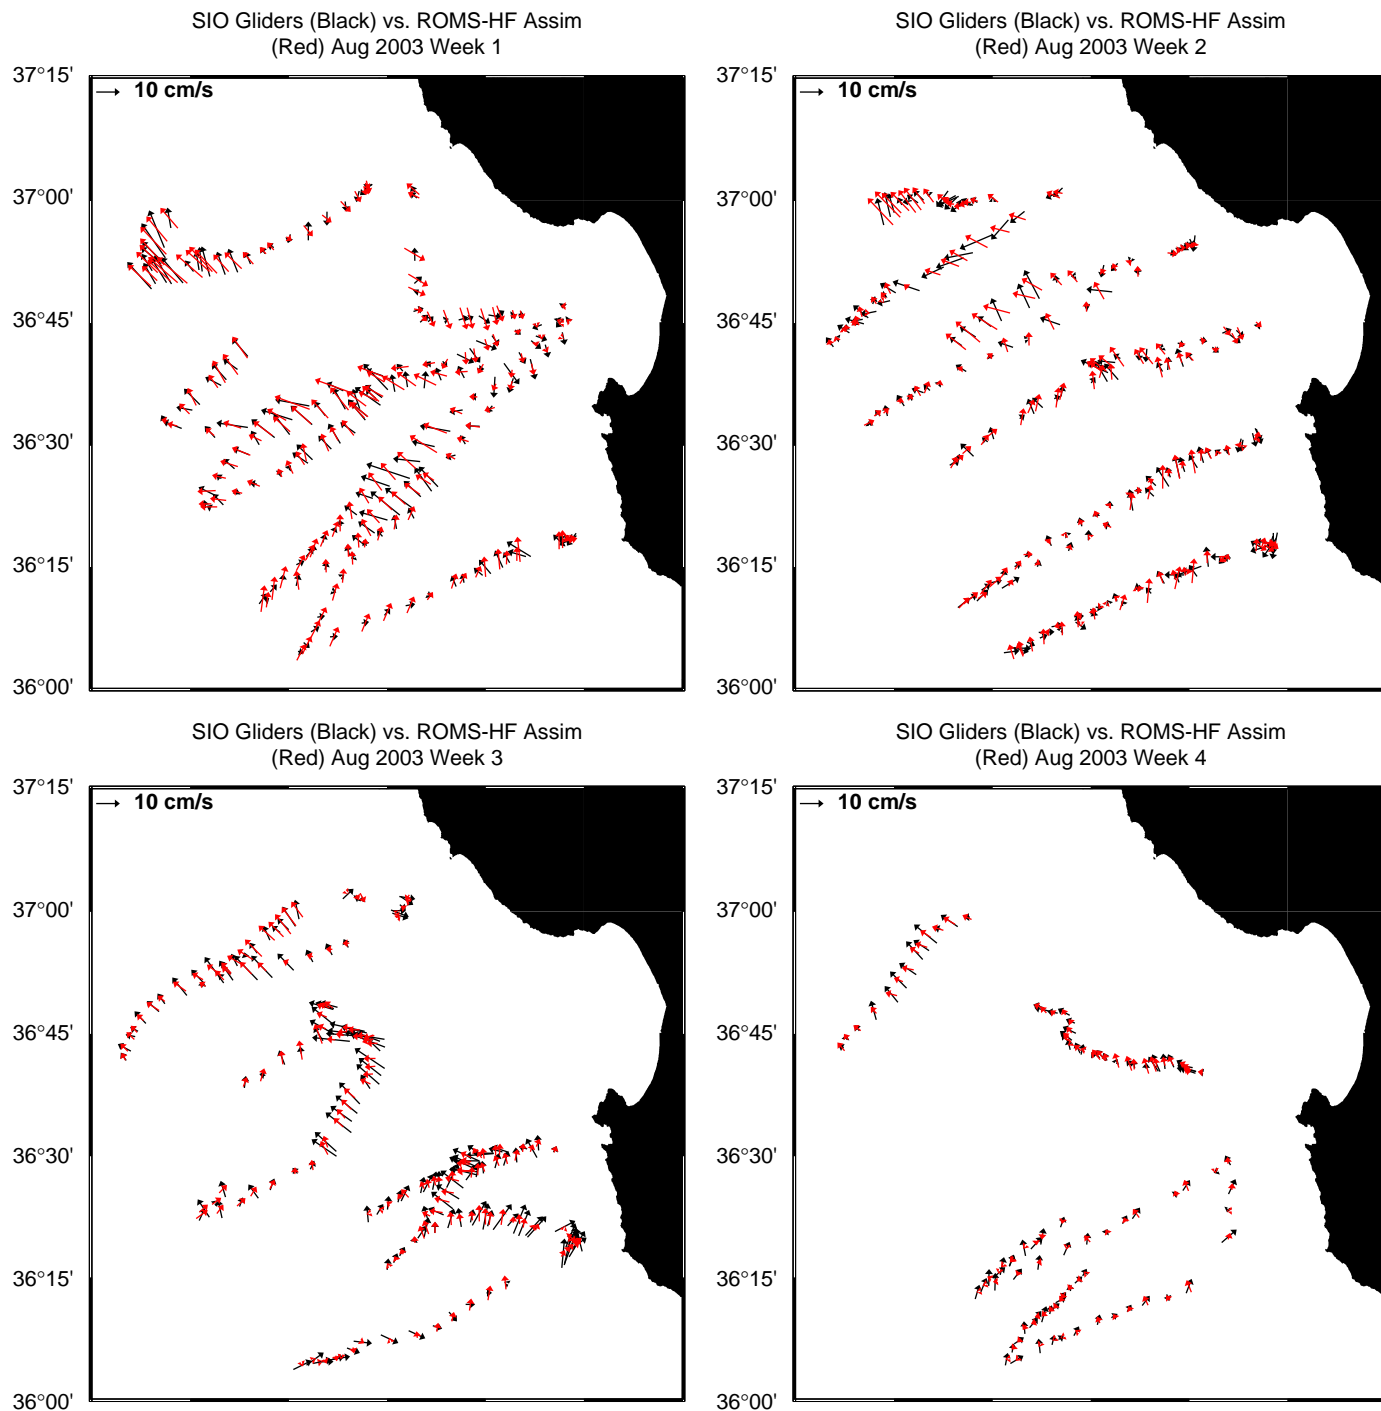 SIO Gliders (Black) vs. ROMS-HF Assim
(Red) Aug 2003 Week 1
10 cm/s
37°15'
37°00'
36°45'
36°30'
36°15'
36°00'
SIO Gliders (Black) vs. ROMS-HF Assim
(Red) Aug 2003 Week 2
10 cm/s
37°15'
37°00'
36°45'
36°30'
36°15'
36°00'
SIO Gliders (Black) vs. ROMS-HF Assim
(Red) Aug 2003 Week 3
10 cm/s
37°15'
37°00'
36°45'
36°30'
36°15'
36°00'
SIO Gliders (Black) vs. ROMS-HF Assim
(Red) Aug 2003 Week 4
10 cm/s
37°15'
37°00'
36°45'
36°30'
36°15'
36°00'